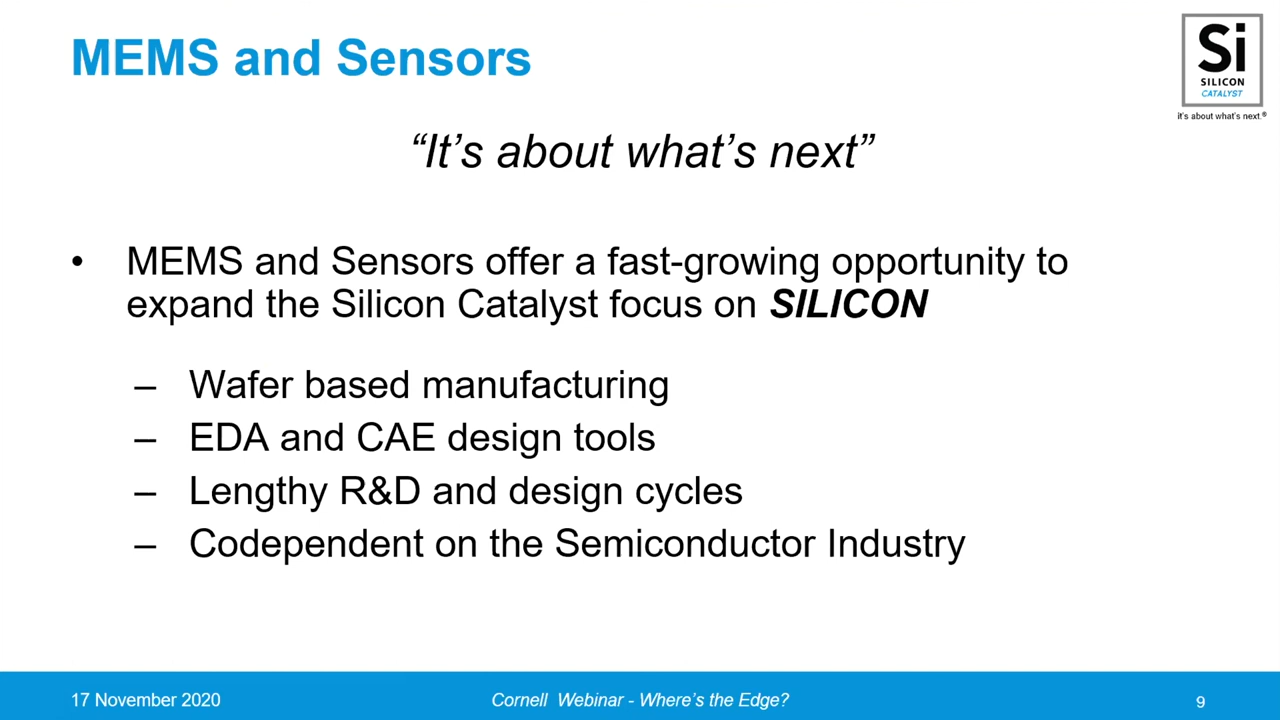 MEMS and Sensors
Si
SILICON
CATALYST
it's about what's next.®
“It’s about what’s next”
• MEMS and Sensors offer a fast-growing opportunity to
expand the Silicon Catalyst focus on SILICON
– Wafer based manufacturing
– EDA and CAE design tools
– Lengthy R&D and design cycles
– Codependent on the Semiconductor Industry
17 November 2020
Cornell Webinar - Where’s the Edge?
9